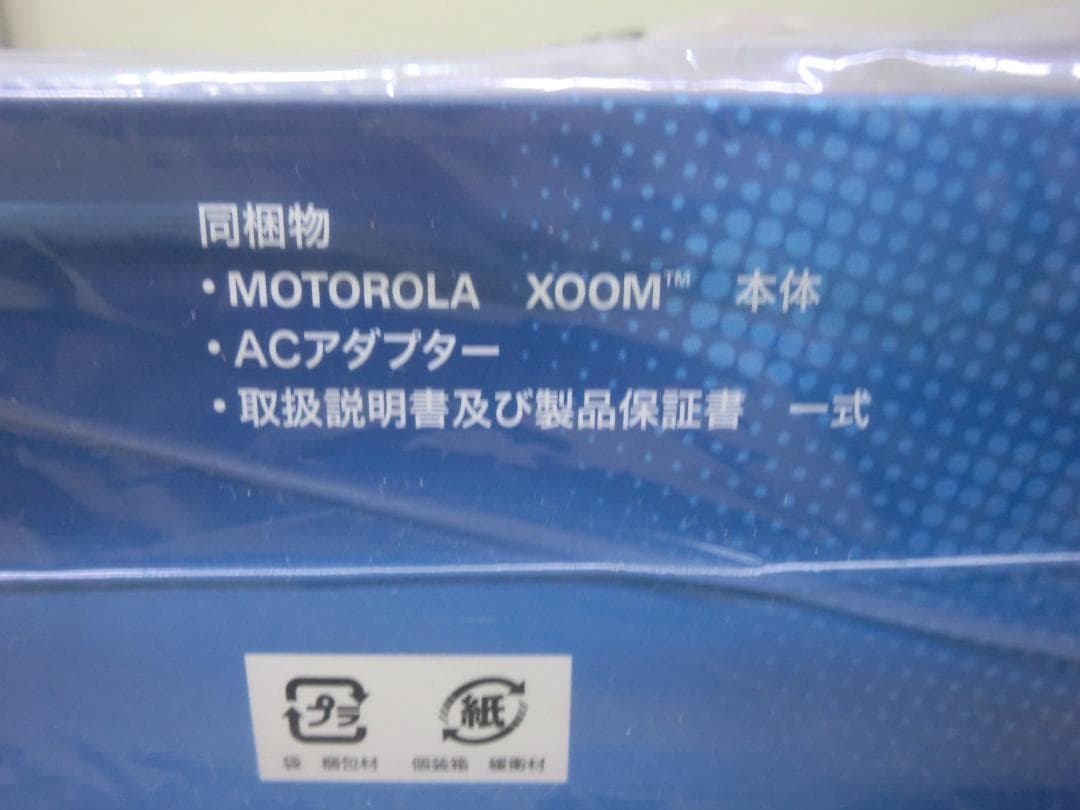 同梱物
・MOTOROLA XOOM™ 本体
・ACアダプター
・取扱説明書及び製品保証書 一式
プラ 紙
袋 梱包材 個装箱 緩衝材